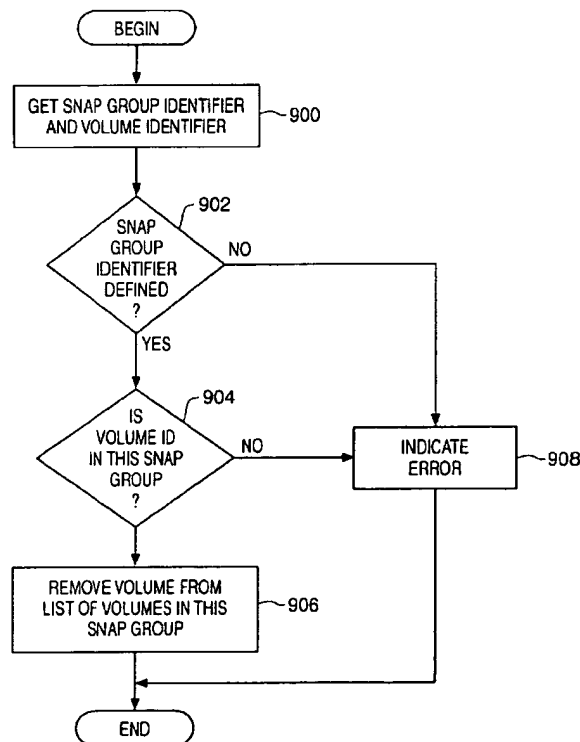 BEGIN
GET SNAP GROUP IDENTIFIER
AND VOLUME IDENTIFIER
900
902
SNAP
GROUP
IDENTIFIER
DEFINED
?
NO
YES
904
IS
VOLUME ID
IN THIS SNAP
GROUP
?
NO
INDICATE
ERROR
908
REMOVE VOLUME FROM
LIST OF VOLUMES IN THIS
SNAP GROUP
906
END